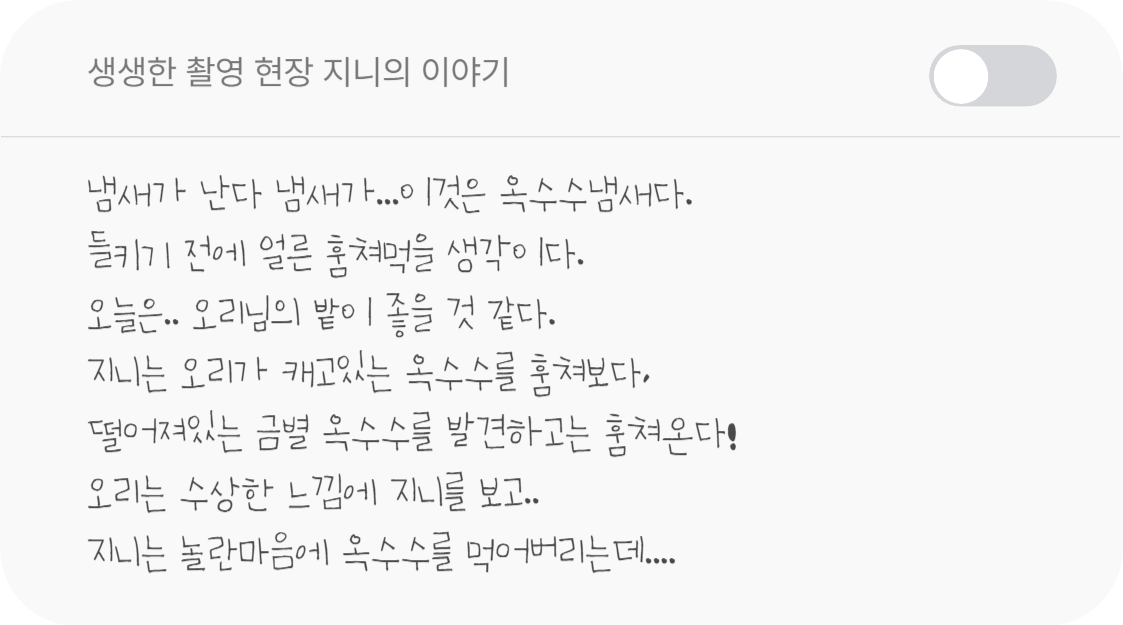 생생한 촬영 현장 지니의 이야기
냄새가 난다 냄새가...이것은 옥수수냄새다.
들키기 전에 얼른 훔쳐먹을 생각이다.
오늘은.. 오리님의 밭이 좋을 것 같다.
지니는 오리가 캐고있는 옥수수를 훔쳐보다,
떨어져있는 금별 옥수수를 발견하고는 훔쳐온다!
오리는 수상한 느낌에 지니를 보고..
지니는 놀란마음에 옥수수를 먹어버리는데....